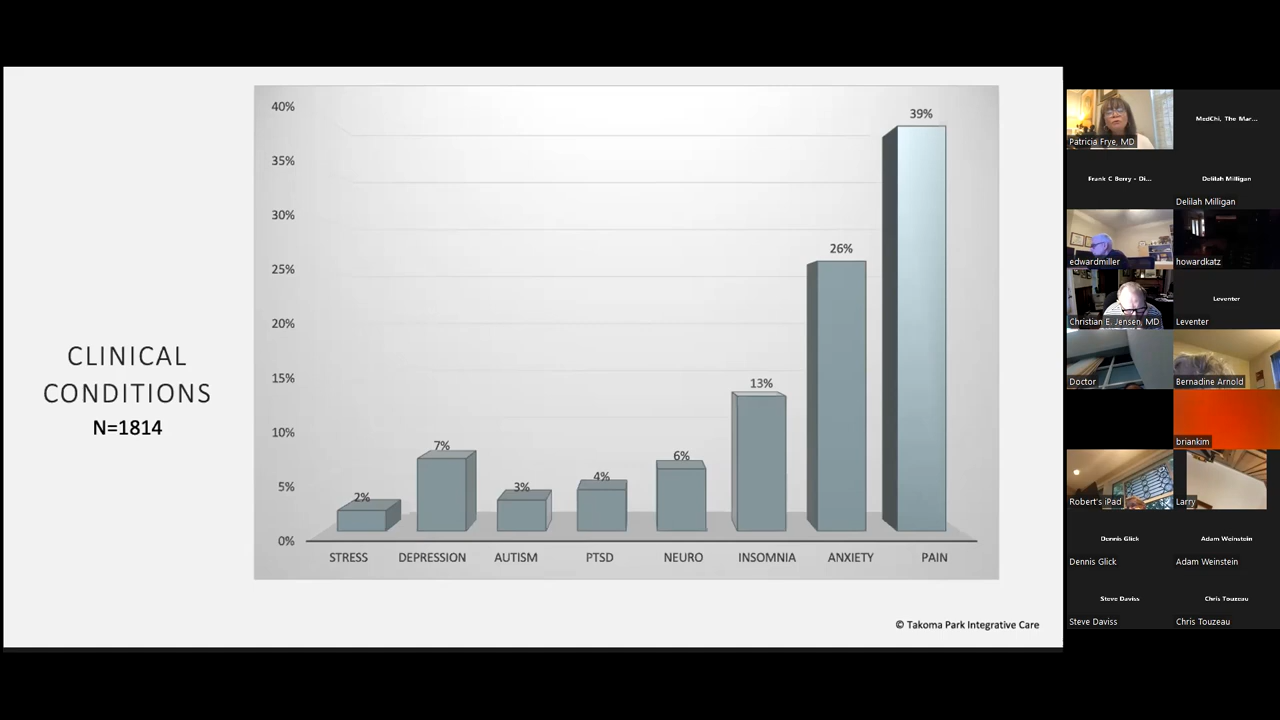 CLINICAL
CONDITIONS
N=1814
40%
35%
30%
25%
20%
15%
10%
5%
0%
2%
7%
3%
4%
6%
13%
26%
39%
STRESS DEPRESSION AUTISM PTSD NEURO INSOMNIA ANXIETY PAIN
© Takoma Park Integrative Care
Patricia Frye, MD
MedChi, The Mar...
Frank C Berry - Di...
Delilah Milligan
Delilah Milligan
edwardmiller
howardkatz
Christian E. Jensen, MD
Leventer
Leventer
Doctor
Bernadine Arnold
briankim
Robert's iPad
Larry
Dennis Glick
Dennis Glick
Adam Weinstein
Adam Weinstein
Steve Daviss
Steve Daviss
Chris Touzeau
Chris Touzeau